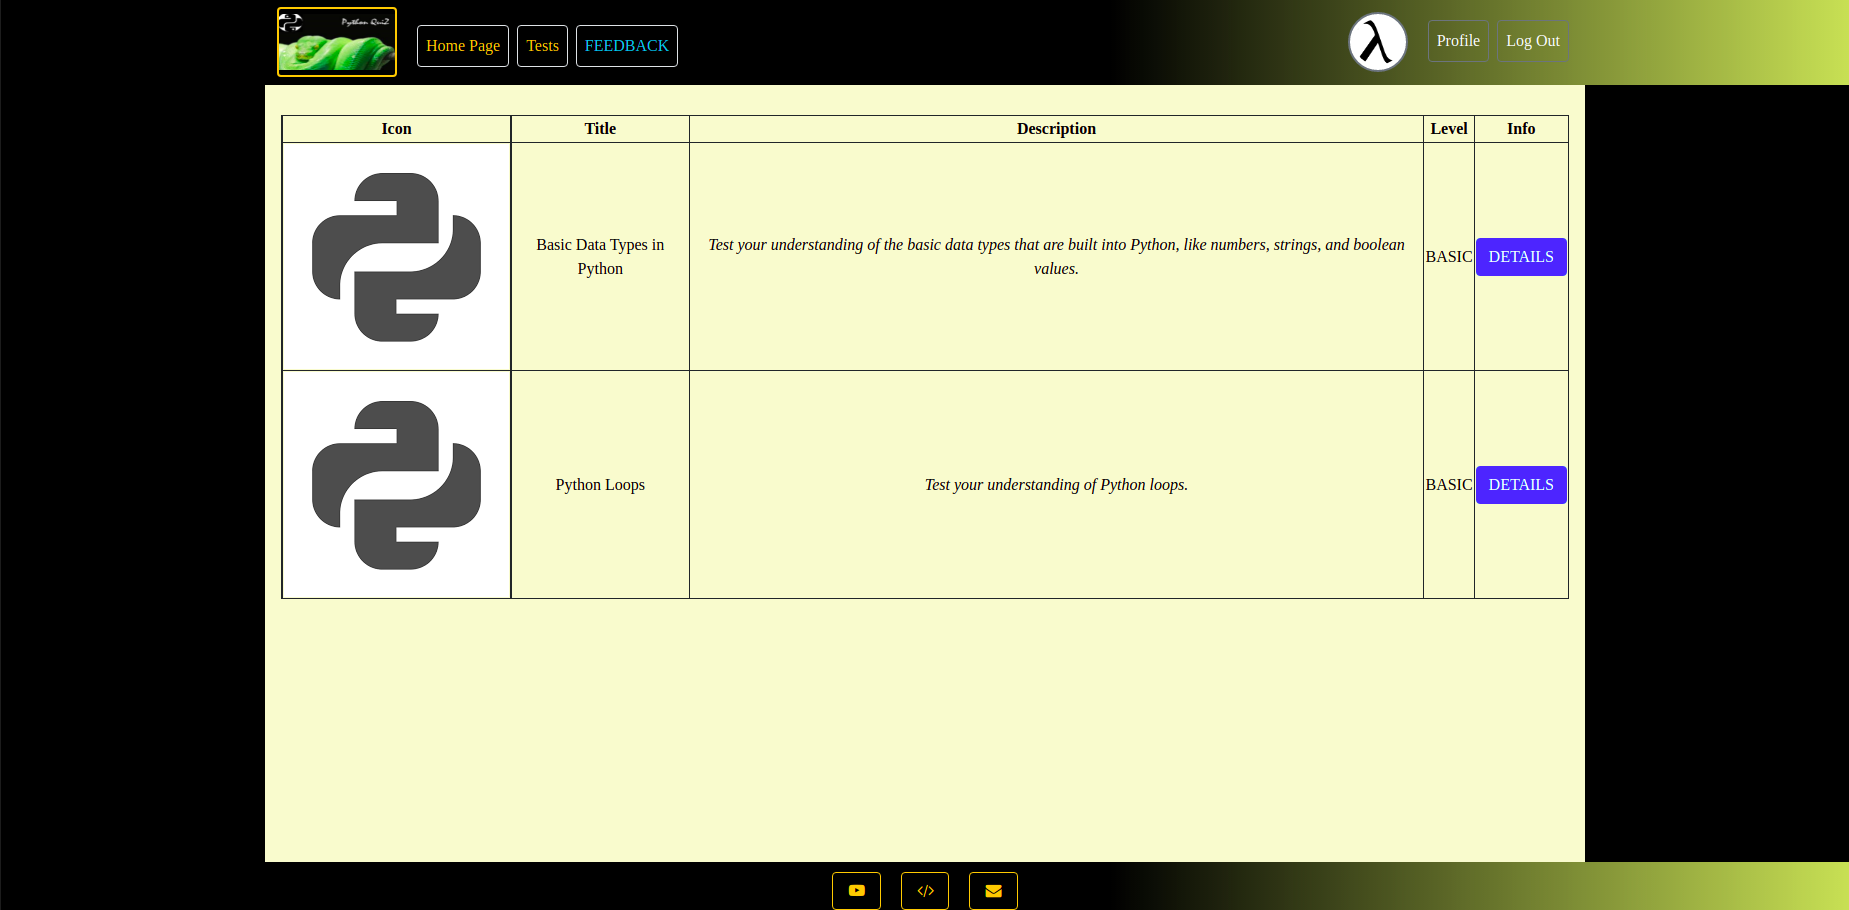 Python QuiZ
Home Page Tests FEEDBACK
λ Profile Log Out
Icon Title Description Level Info
Basic Data Types in
Python
Test your understanding of the basic data types that are built into Python, like numbers, strings, and boolean
values.
BASIC DETAILS
Python Loops
Test your understanding of Python loops.
BASIC DETAILS